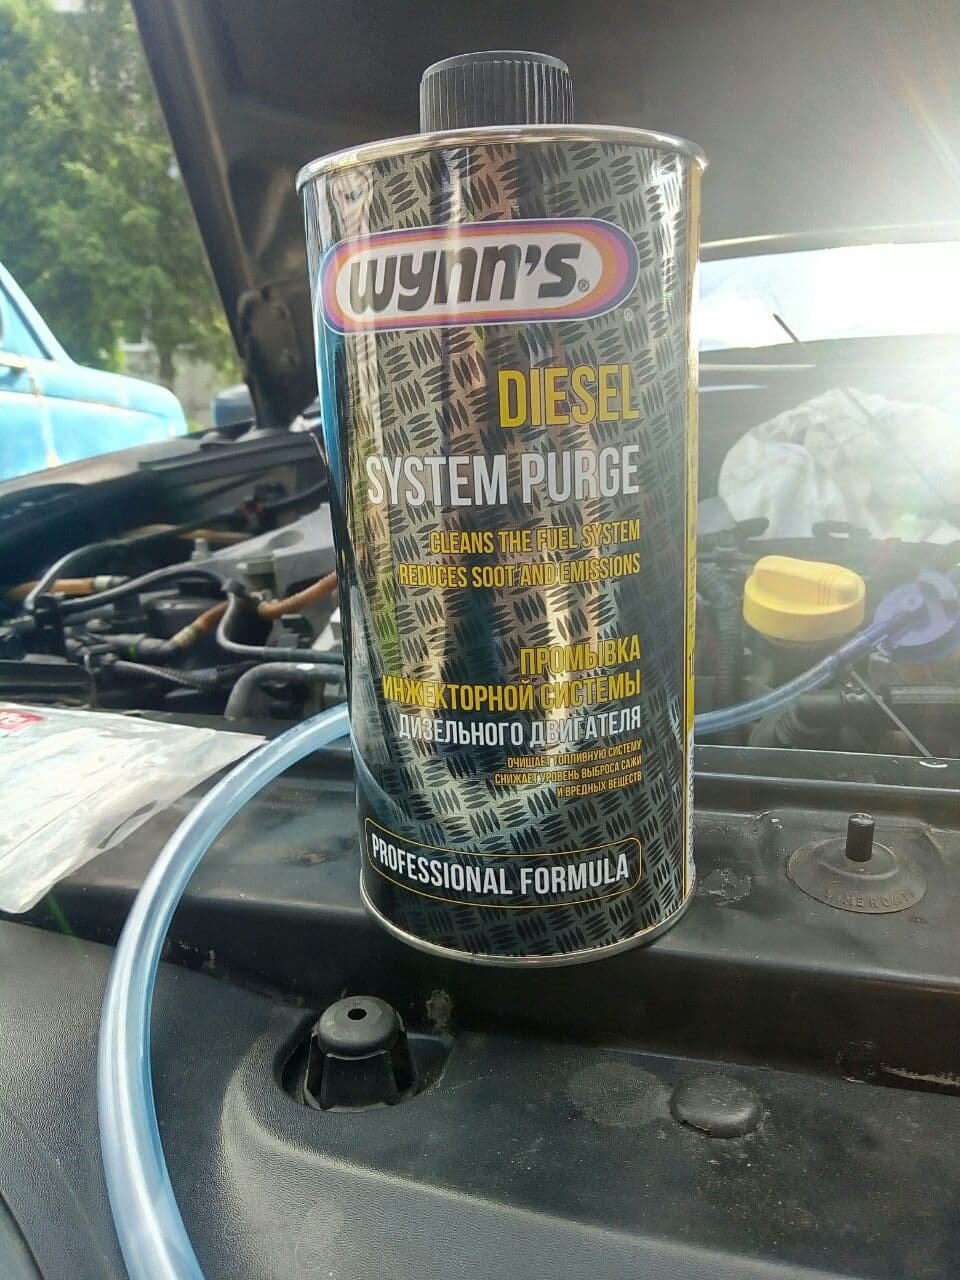 wynn's®
®
DIESEL
SYSTEM PURGE
CLEANS THE FUEL SYSTEM
REDUCES SOOT AND EMISSIONS
ПРОМЫВКА
ИНЖЕКТОРНОЙ СИСТЕМЫ
ДИЗЕЛЬНОГО ДВИГАТЕЛЯ
ОЧИЩАЕТ ТОПЛИВНУЮ СИСТЕМУ
СНИЖАЕТ УРОВЕНЬ ВЫБРОСА САЖИ
И ВРЕДНЫХ ВЕЩЕСТВ
PROFESSIONAL FORMULA